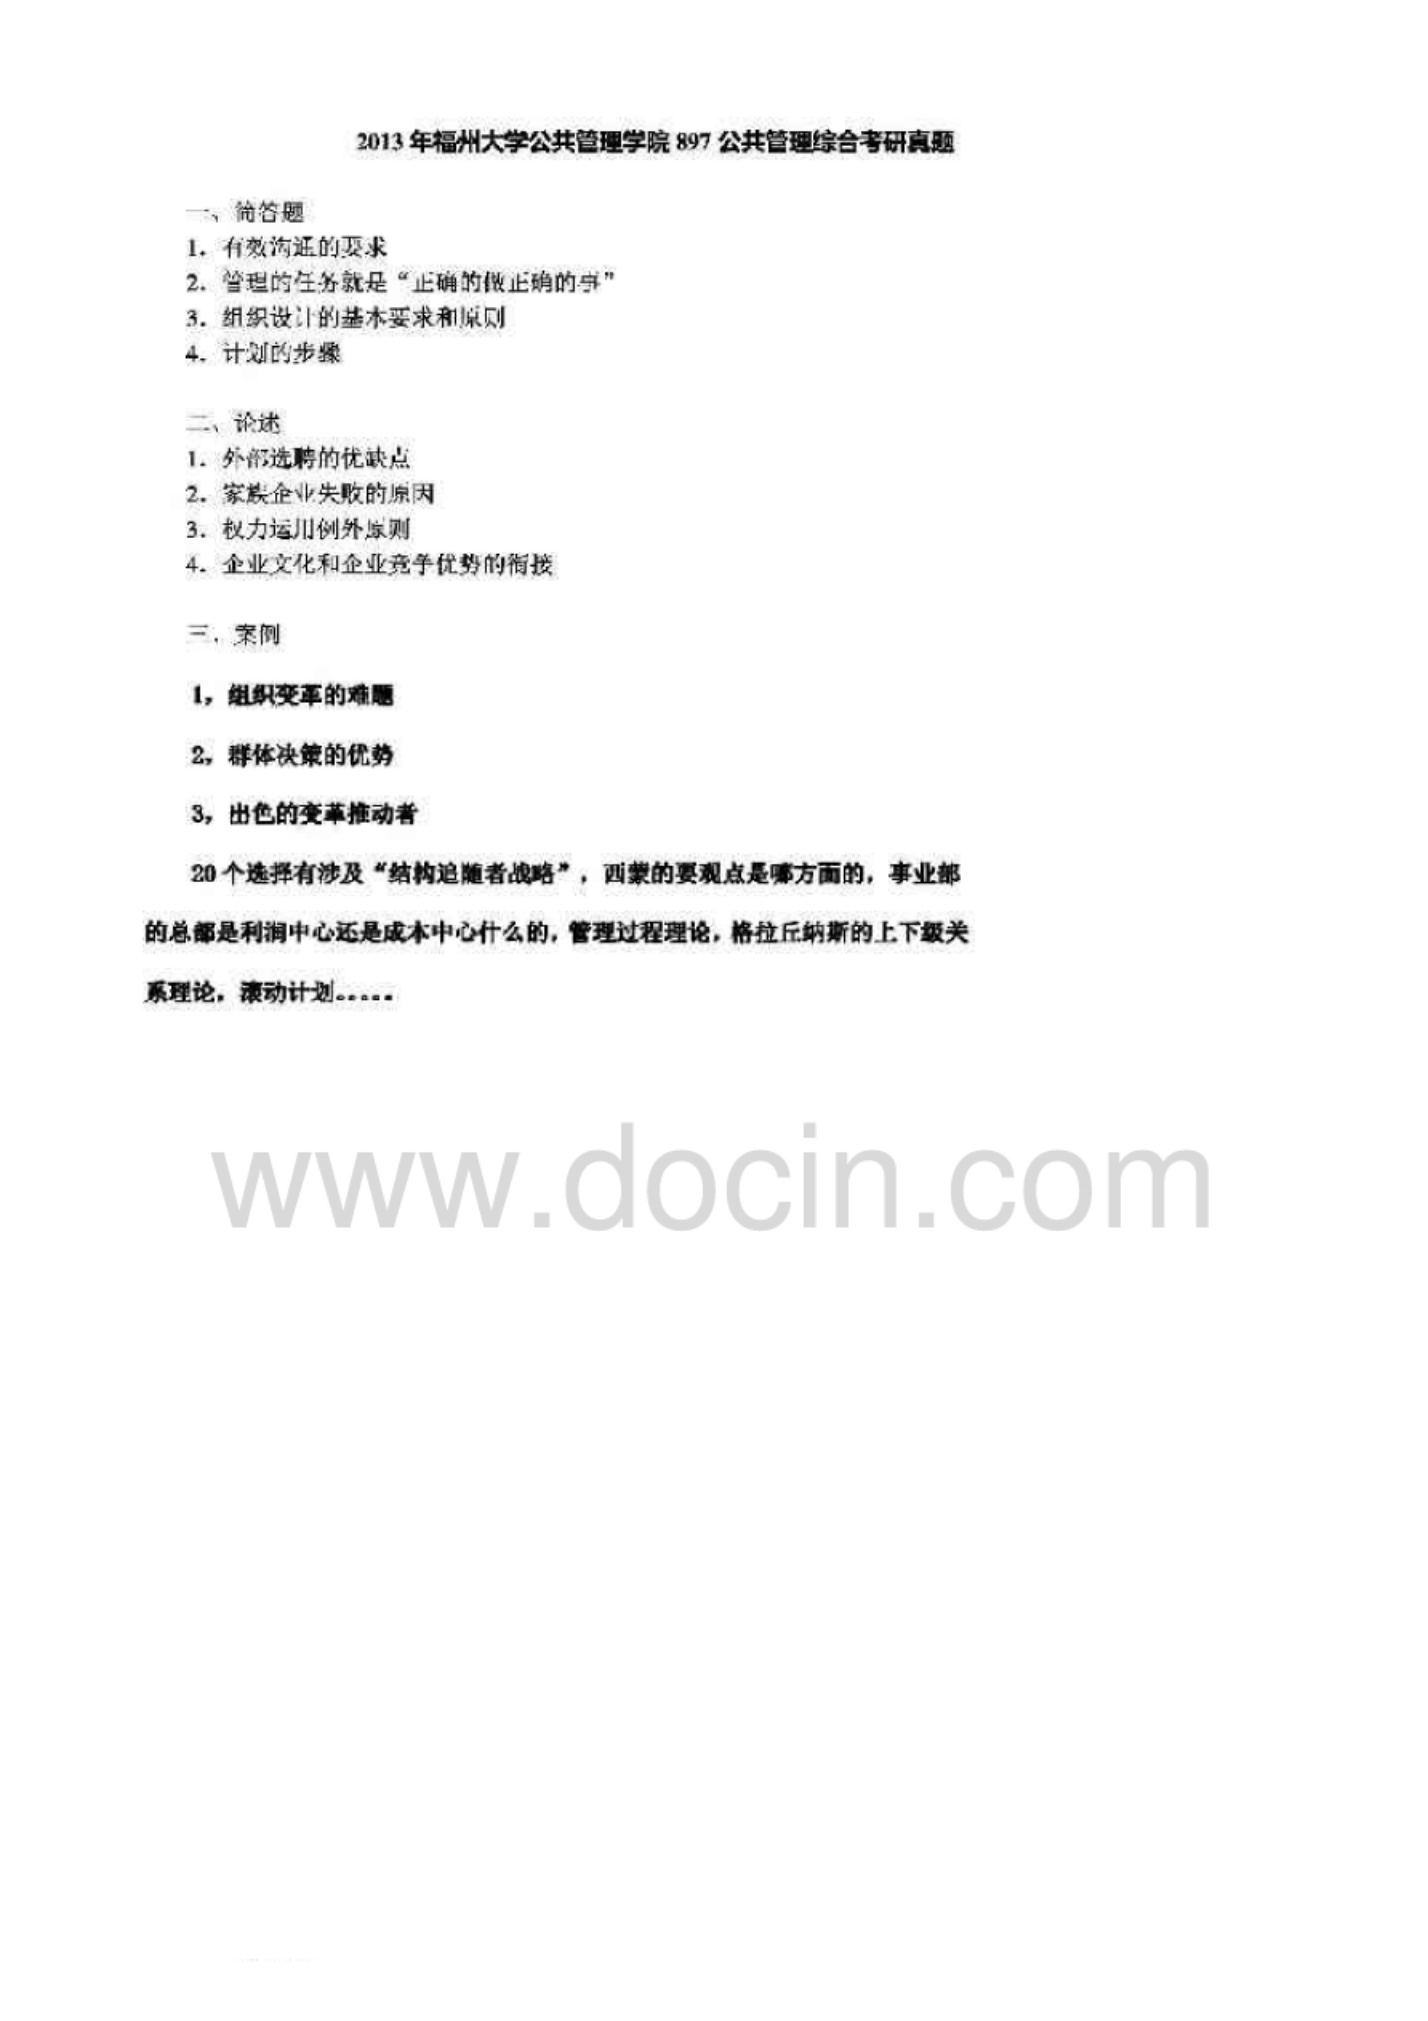 2013年福州大学公共管理学院897公共管理综合考研真题
一、简答题
1．有效沟通的要求
2．管理的任务就是“正确的做正确的事”
3．组织设计的基本要求和原则
4．计划的步骤
二、论述
1．外部选聘的优缺点
2．家族企业失败的原因
3．权力运用例外原则
4．企业文化和企业竞争优势的衔接
三．案例
1，组织变革的难题
2，群体决策的优势
3，出色的变革推动者
20个选择有涉及“结构追随者战略”，西蒙的要观点是哪方面的，事业部
的总部是利润中心还是成本中心什么的，管理过程理论，格拉丘纳斯的上下级关
系理论，滚动计划。。。。。
www.docin.com